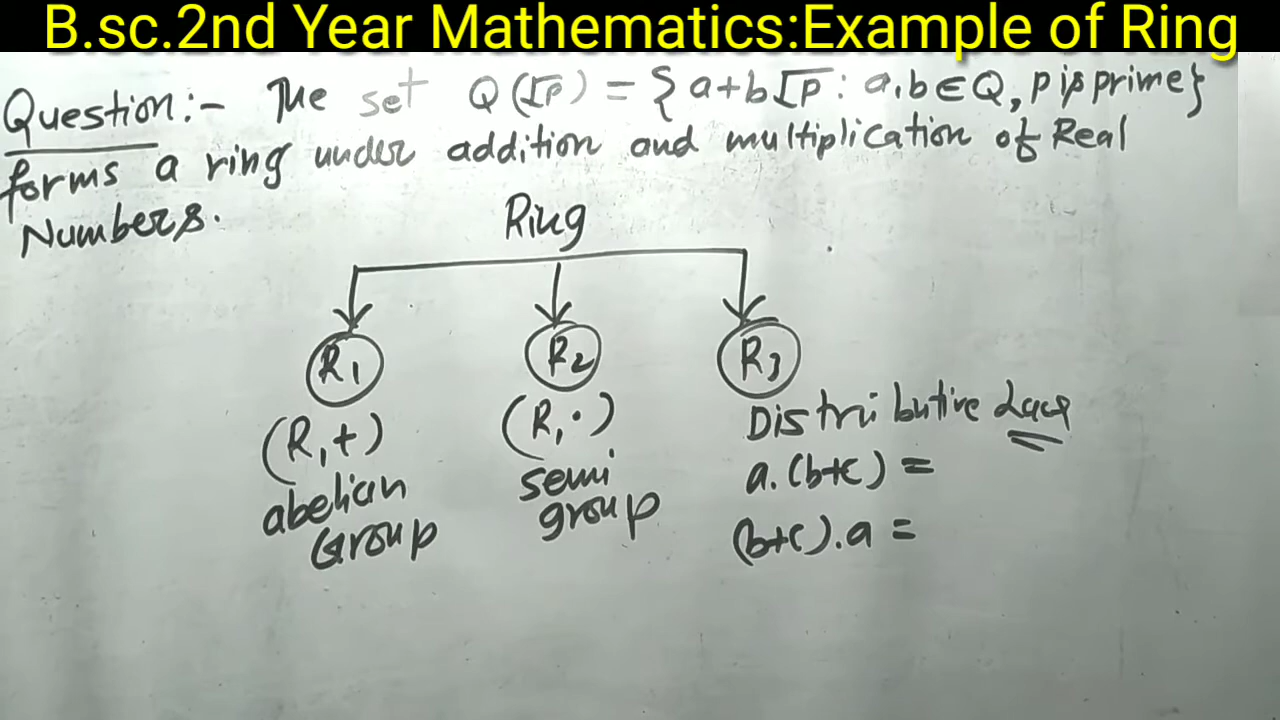 B.sc.2nd Year Mathematics:Example of Ring
Question:- The set Q(√P) = {a+b√P : a,b∈Q, p is prime}
forms a ring under addition and multiplication of Real
Numbers.
Ring
R1 R2 R3
(R,+) (R,·) Distributive Laws
abelian Group semi group a.(b+c) =
(b+c).a =